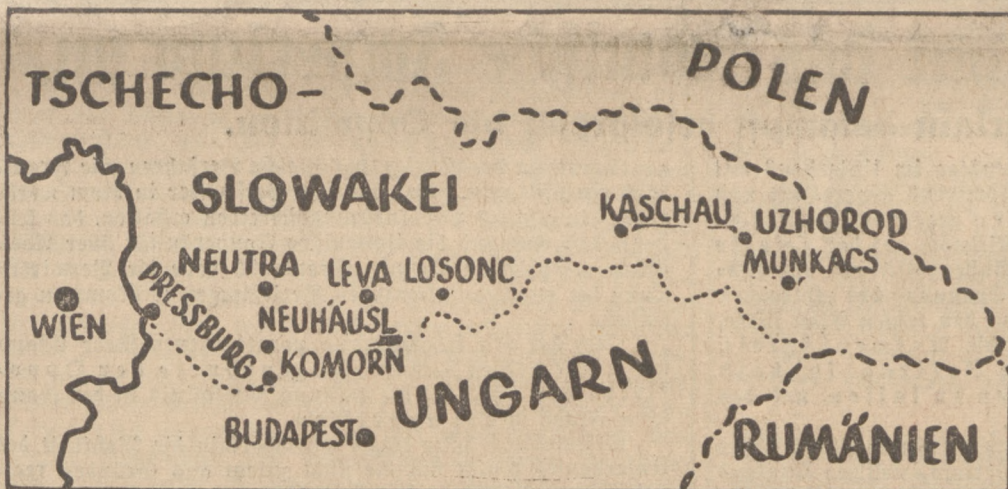 POLEN
TSCHECHO-
SLOWAKEI
KASCHAU
UZHOROD
MUNKACS
NEUTRA
LEVA
LOSONC
PRESSBURG
WIEN
NEUHÄUSL
KOMORN
UNGARN
BUDAPEST
RUMÄNIEN